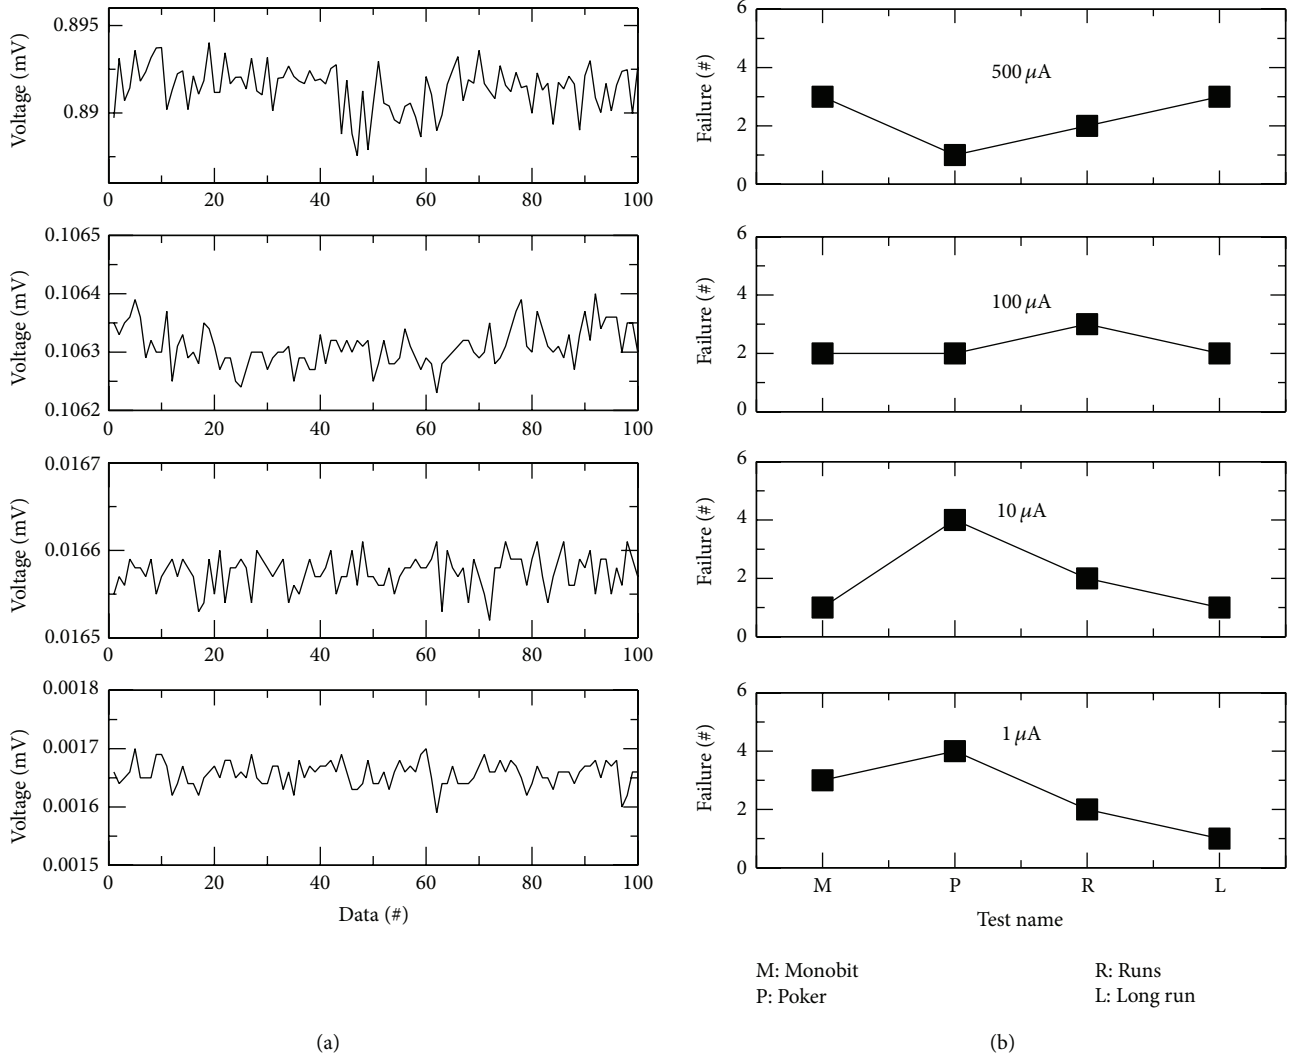 0.895
0.89
Voltage (mV)
0 20 40 60 80 100
0.1065
0.1064
0.1063
0.1062
Voltage (mV)
0 20 40 60 80 100
0.0167
0.0166
0.0165
Voltage (mV)
0 20 40 60 80 100
0.0018
0.0017
0.0016
0.0015
Voltage (mV)
0 20 40 60 80 100
Data (#)
(a)
6
4
2
0
Failure (#)
500 μA
6
4
2
0
Failure (#)
100 μA
6
4
2
0
Failure (#)
10 μA
6
4
2
0
Failure (#)
1 μA
M P R L
Test name
M: Monobit
P: Poker
R: Runs
L: Long run
(b)